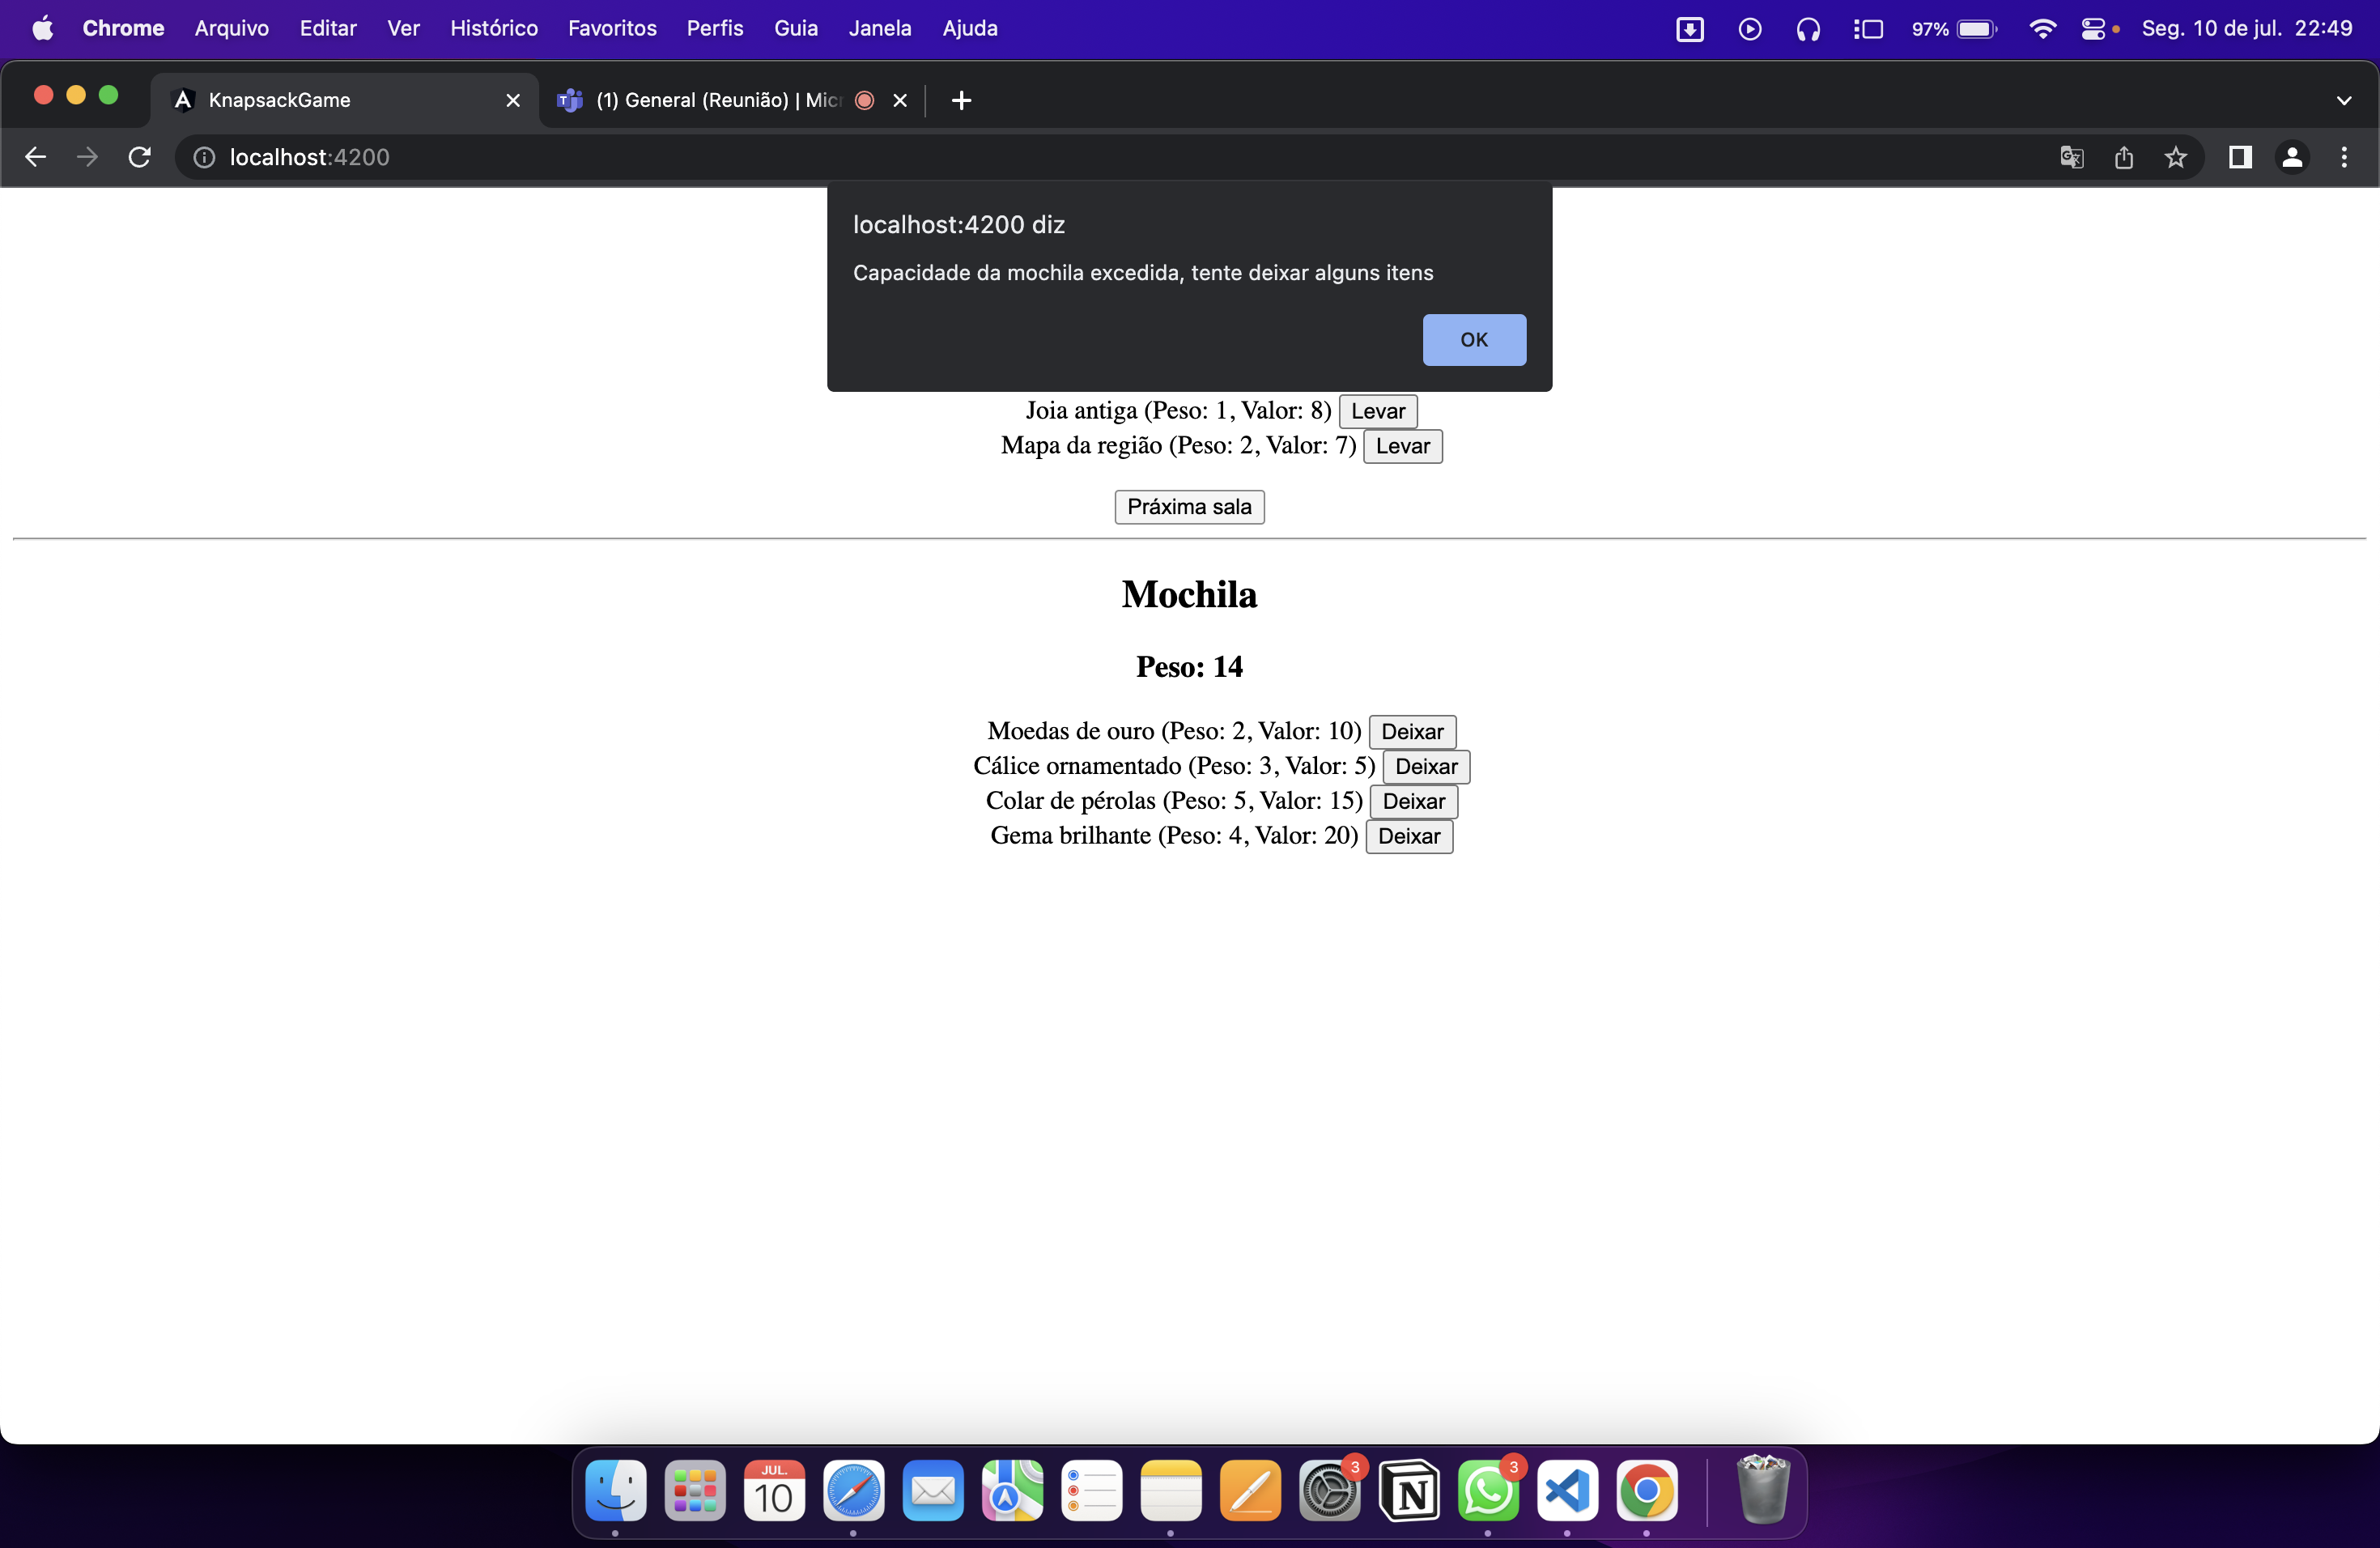 Chrome Arquivo Editar Ver Histórico Favoritos Perfis Guia Janela Ajuda 97% Seg. 10 de jul. 22:49
KnapsackGame (1) General (Reunião) | Micr
localhost:4200
localhost:4200 diz
Capacidade da mochila excedida, tente deixar alguns itens
OK
Joia antiga (Peso: 1, Valor: 8) Levar
Mapa da região (Peso: 2, Valor: 7) Levar
Práxima sala
Mochila
Peso: 14
Moedas de ouro (Peso: 2, Valor: 10) Deixar
Cálice ornamentado (Peso: 3, Valor: 5) Deixar
Colar de pérolas (Peso: 5, Valor: 15) Deixar
Gema brilhante (Peso: 4, Valor: 20) Deixar
JUL.
10
3
3